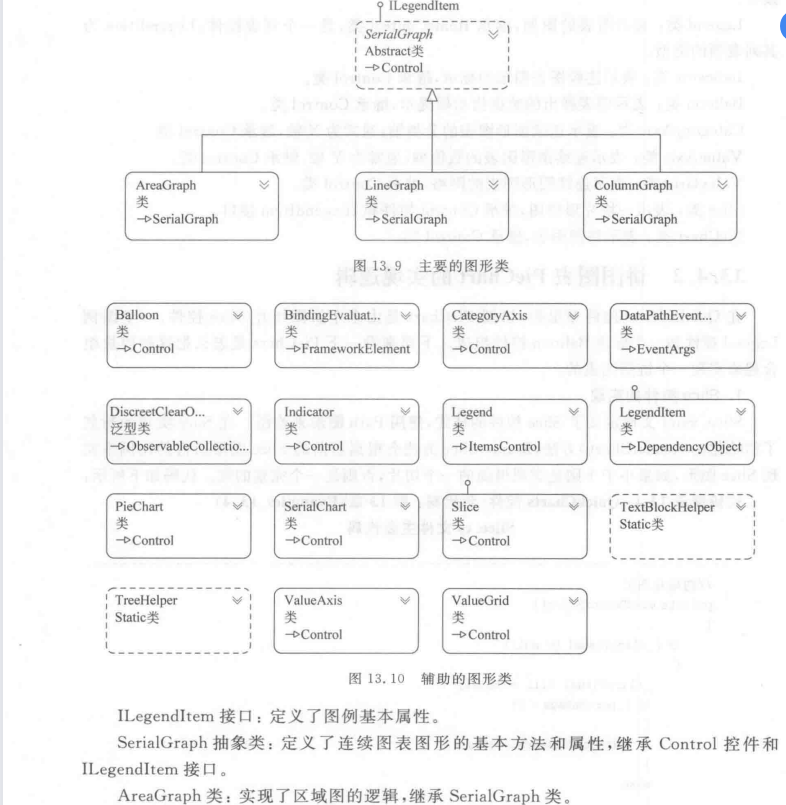 ILegendItem
SerialGraph
Abstract类
Control
AreaGraph
类
SerialGraph
LineGraph
类
SerialGraph
ColumnGraph
类
SerialGraph
图 13.9 主要的图形类
Balloon
类
Control
BindingEvaluat...
类
FrameworkElement
CategoryAxis
类
Control
DataPathEvent...
类
EventArgs
DiscreetClearO...
泛型类
ObservableCollectio...
Indicator
类
Control
Legend
类
ItemsControl
LegendItem
类
DependencyObject
PieChart
类
Control
SerialChart
类
Control
Slice
类
Control
TextBlockHelper
Static类
TreeHelper
Static类
ValueAxis
类
Control
ValueGrid
类
Control
图 13.10 辅助的图形类
ILegendItem 接口：定义了图例基本属性。
SerialGraph 抽象类：定义了连续图表图形的基本方法和属性，继承 Control 控件和
ILegendItem 接口。
AreaGraph 类：实现了区域图的逻辑，继承 SerialGraph 类。